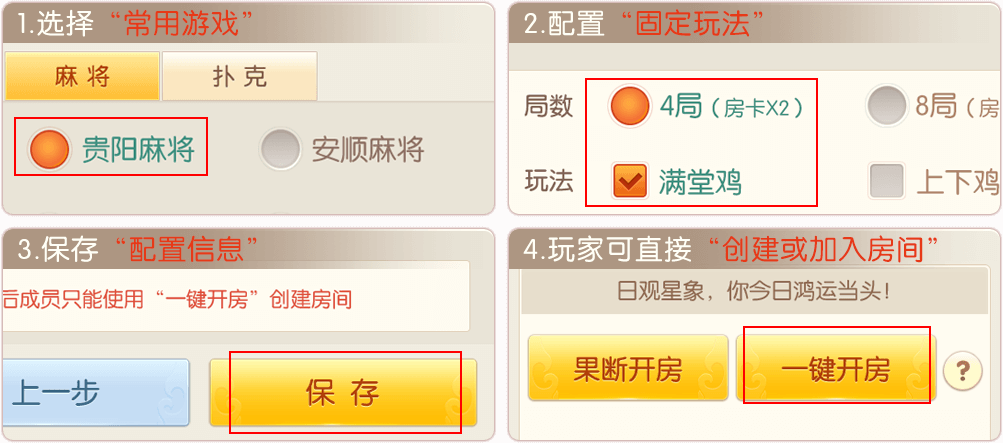 1.选择“常用游戏”
麻将
扑克
贵阳麻将
安顺麻将
2.配置“固定玩法”
局数
4局（房卡X2）
8局（房
玩法
满堂鸡
上下鸡
3.保存“配置信息”
后成员只能使用“一键开房”创建房间
上一步
保存
4.玩家可直接“创建或加入房间”
日观星象，你今日鸿运当头！
果断开房
一键开房
?